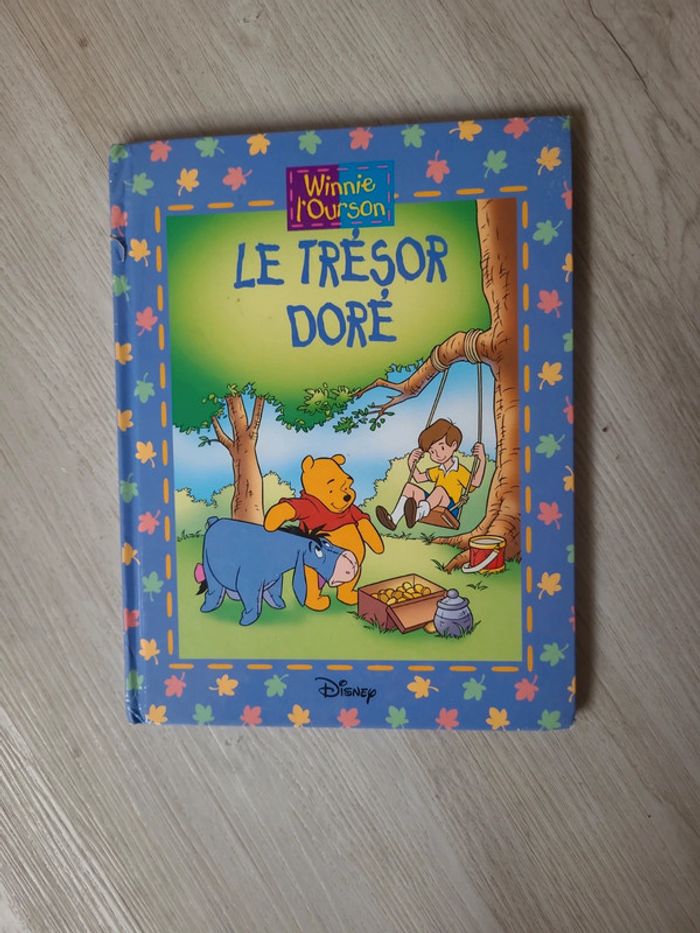 Winnie
l'Ourson
LE TRÉSOR
DORÉ
Disney